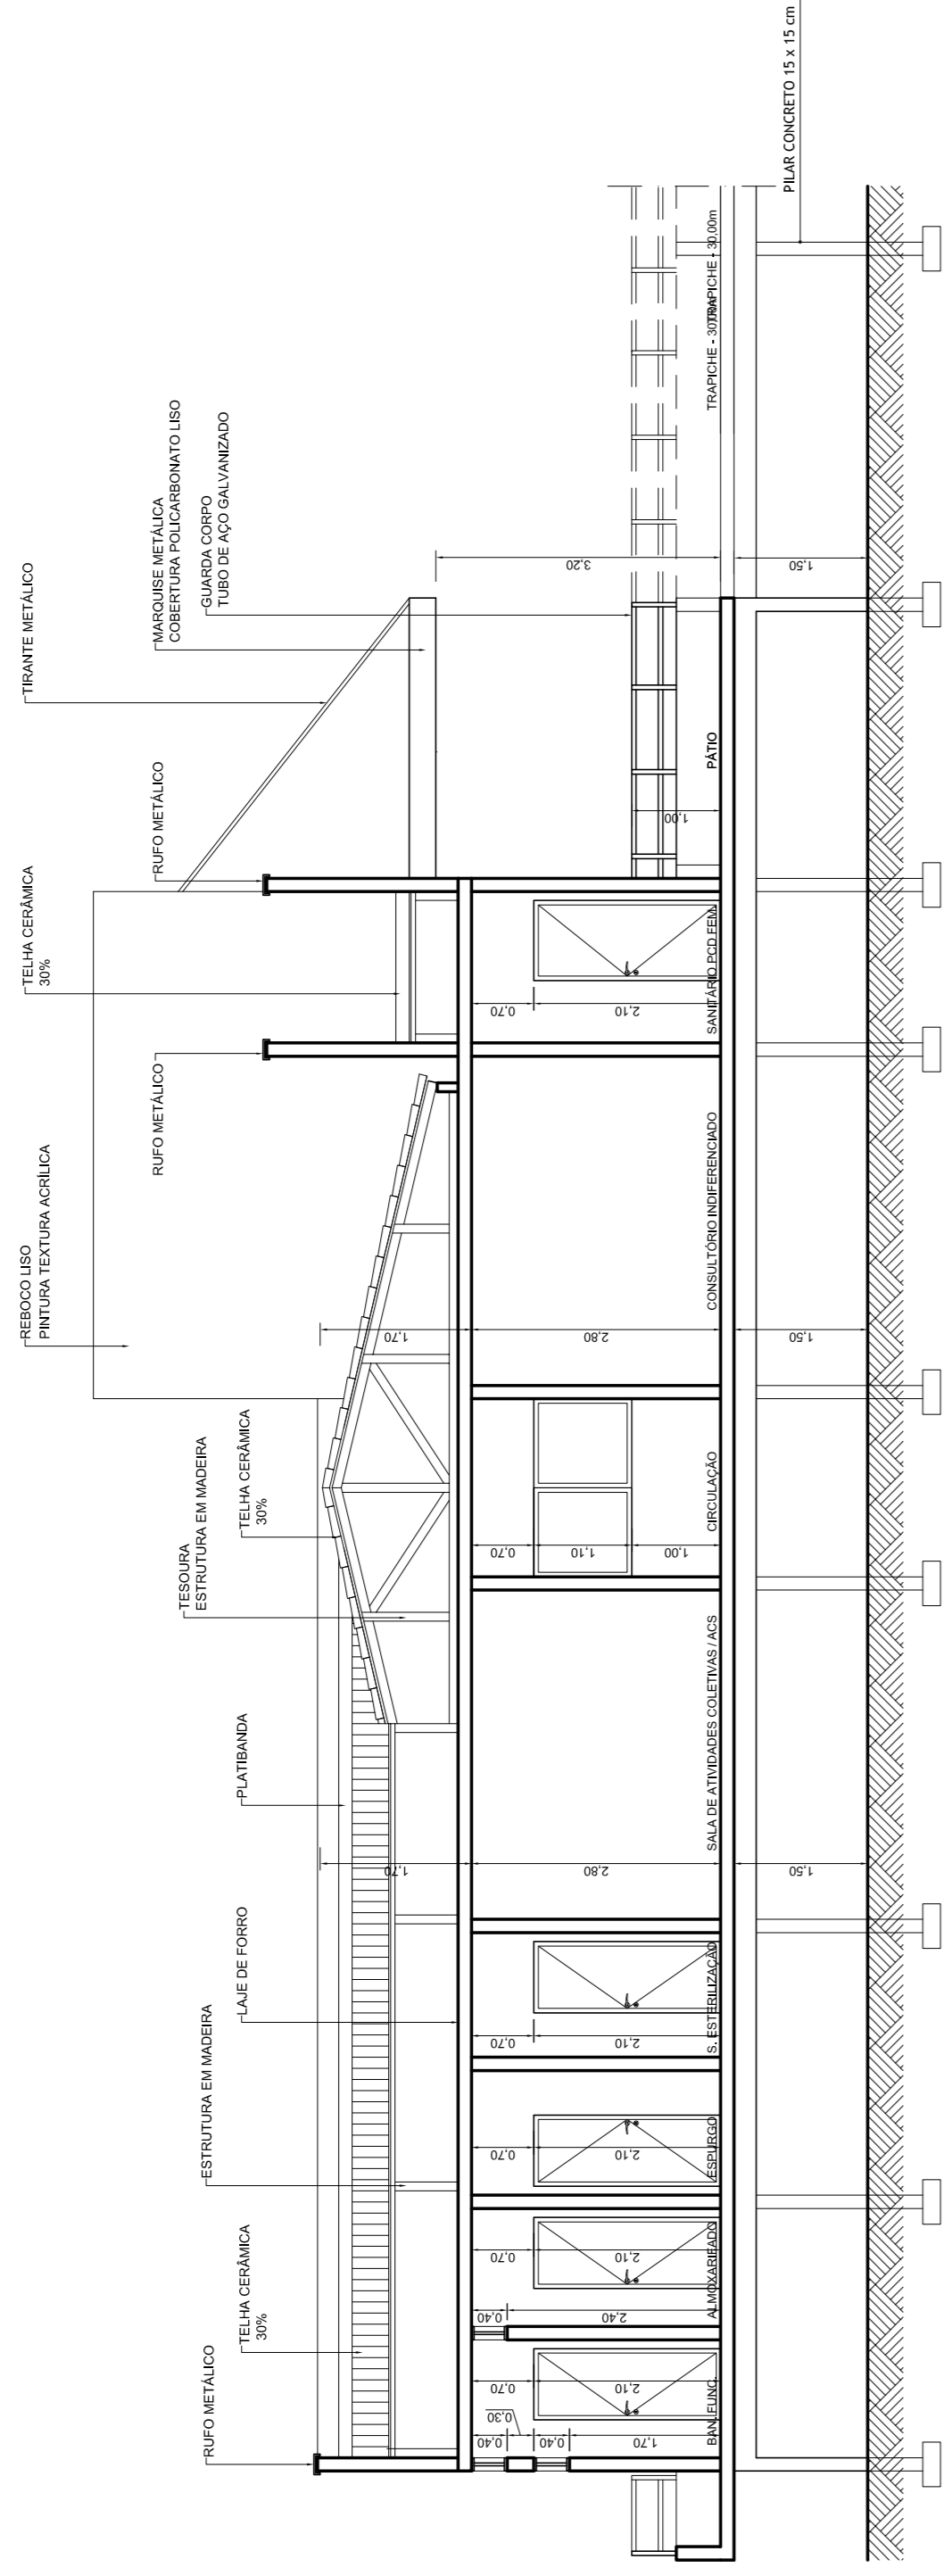 RUFO METÁLICO
TELHA CERÂMICA
30%
ESTRUTURA EM MADEIRA
LAJE DE FORRO
PLATIBANDA
TESOURA
ESTRUTURA EM MADEIRA
TELHA CERÂMICA
30%
REBOCO LISO
PINTURA TEXTURA ACRÍLICA
RUFO METÁLICO
TELHA CERÂMICA
30%
RUFO METÁLICO
TIRANTE METÁLICO
MARQUISE METÁLICA
COBERTURA POLICARBONATO LISO
GUARDA CORPO
TUBO DE AÇO GALVANIZADO
PILAR CONCRETO 15 x 15 cm
1,70
1,70
3,20
0,40
0,30
0,40
1,70
0,70
2,10
0,40
2,40
0,70
2,10
0,70
2,10
0,70
2,10
2,80
0,70
1,10
1,00
2,80
0,70
2,10
1,00
BAN. FUNC.
ALMOXARIFADO
ESPURGO
S. ESTERILIZAÇÃO
SALA DE ATIVIDADES COLETIVAS / ACS
CIRCULAÇÃO
CONSULTÓRIO INDIFERENCIADO
SANITÁRIO PCD FEM.
PÁTIO
TRAPICHE - 30,00m
TRAPICHE - 30,00m
1,50
1,50
1,50